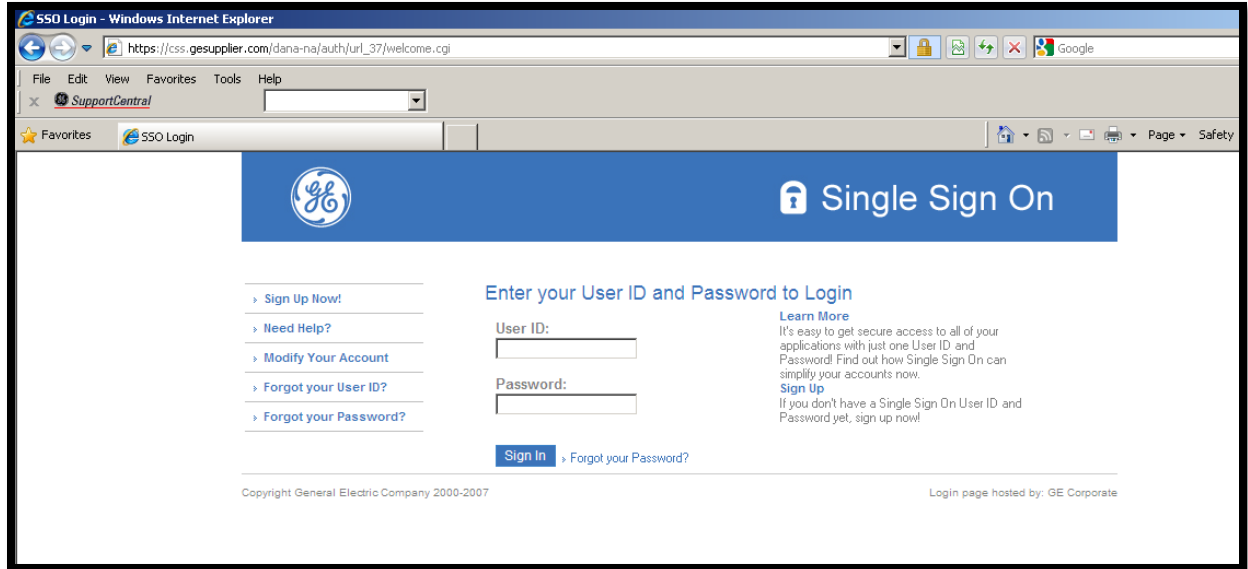 SSO Login - Windows Internet Explorer
https://css.gesupplier.com/dana-na/auth/url_37/welcome.cgi
Google
File Edit View Favorites Tools Help
x SupportCentral
Favorites SSO Login Page Safety
GE Single Sign On
Enter your User ID and Password to Login
› Sign Up Now!
› Need Help?
› Modify Your Account
› Forgot your User ID?
› Forgot your Password?
User ID:
Password:
Sign In › Forgot your Password?
Learn More
It's easy to get secure access to all of your
applications with just one User ID and
Password! Find out how Single Sign On can
simplify your accounts now.
Sign Up
If you don't have a Single Sign On User ID and
Password yet, sign up now!
Copyright General Electric Company 2000-2007 Login page hosted by: GE Corporate